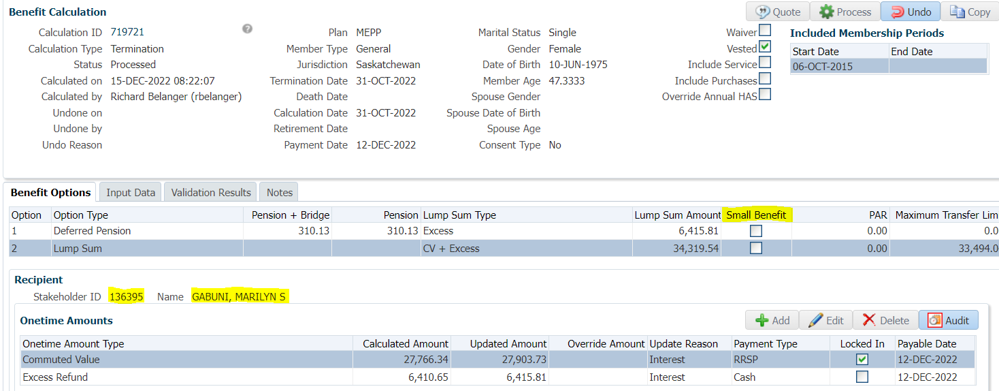 Benefit Calculation Quote Process Undo Copy
Calculation ID 719721 Plan MEPP Marital Status Single Waiver Included Membership Periods
Calculation Type Termination Member Type General Gender Female Vested Start Date End Date
Status Processed Jurisdiction Saskatchewan Date of Birth 10-JUN-1975 Include Service 06-OCT-2015
Calculated on 15-DEC-2022 08:22:07 Termination Date 31-OCT-2022 Member Age 47.3333 Include Purchases
Calculated by Richard Belanger (rbelanger) Death Date Spouse Gender Override Annual HAS
Undone on Calculation Date 31-OCT-2022 Spouse Date of Birth
Undone by Retirement Date Spouse Age
Undo Reason Payment Date 12-DEC-2022 Consent Type No
Benefit Options Input Data Validation Results Notes
Option Option Type Pension + Bridge Pension Lump Sum Type Lump Sum Amount Small Benefit PAR Maximum Transfer Lim
1 Deferred Pension 310.13 310.13 Excess 6,415.81 0.00 0.0
2 Lump Sum CV + Excess 34,319.54 0.00 33,494.0
Recipient
Stakeholder ID 136395 Name GABUNI, MARILYN S
Onetime Amounts Add Edit Delete Audit
Onetime Amount Type Calculated Amount Updated Amount Override Amount Update Reason Payment Type Locked In Payable Date
Commuted Value 27,766.34 27,903.73 Interest RRSP 12-DEC-2022
Excess Refund 6,410.65 6,415.81 Interest Cash 12-DEC-2022